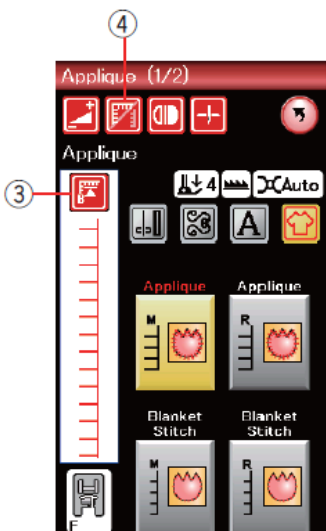 ④
Applique (1/2)
Applique
③
4
Auto
A
Applique Applique
M R
Blanket Stitch Blanket Stitch
M R
F